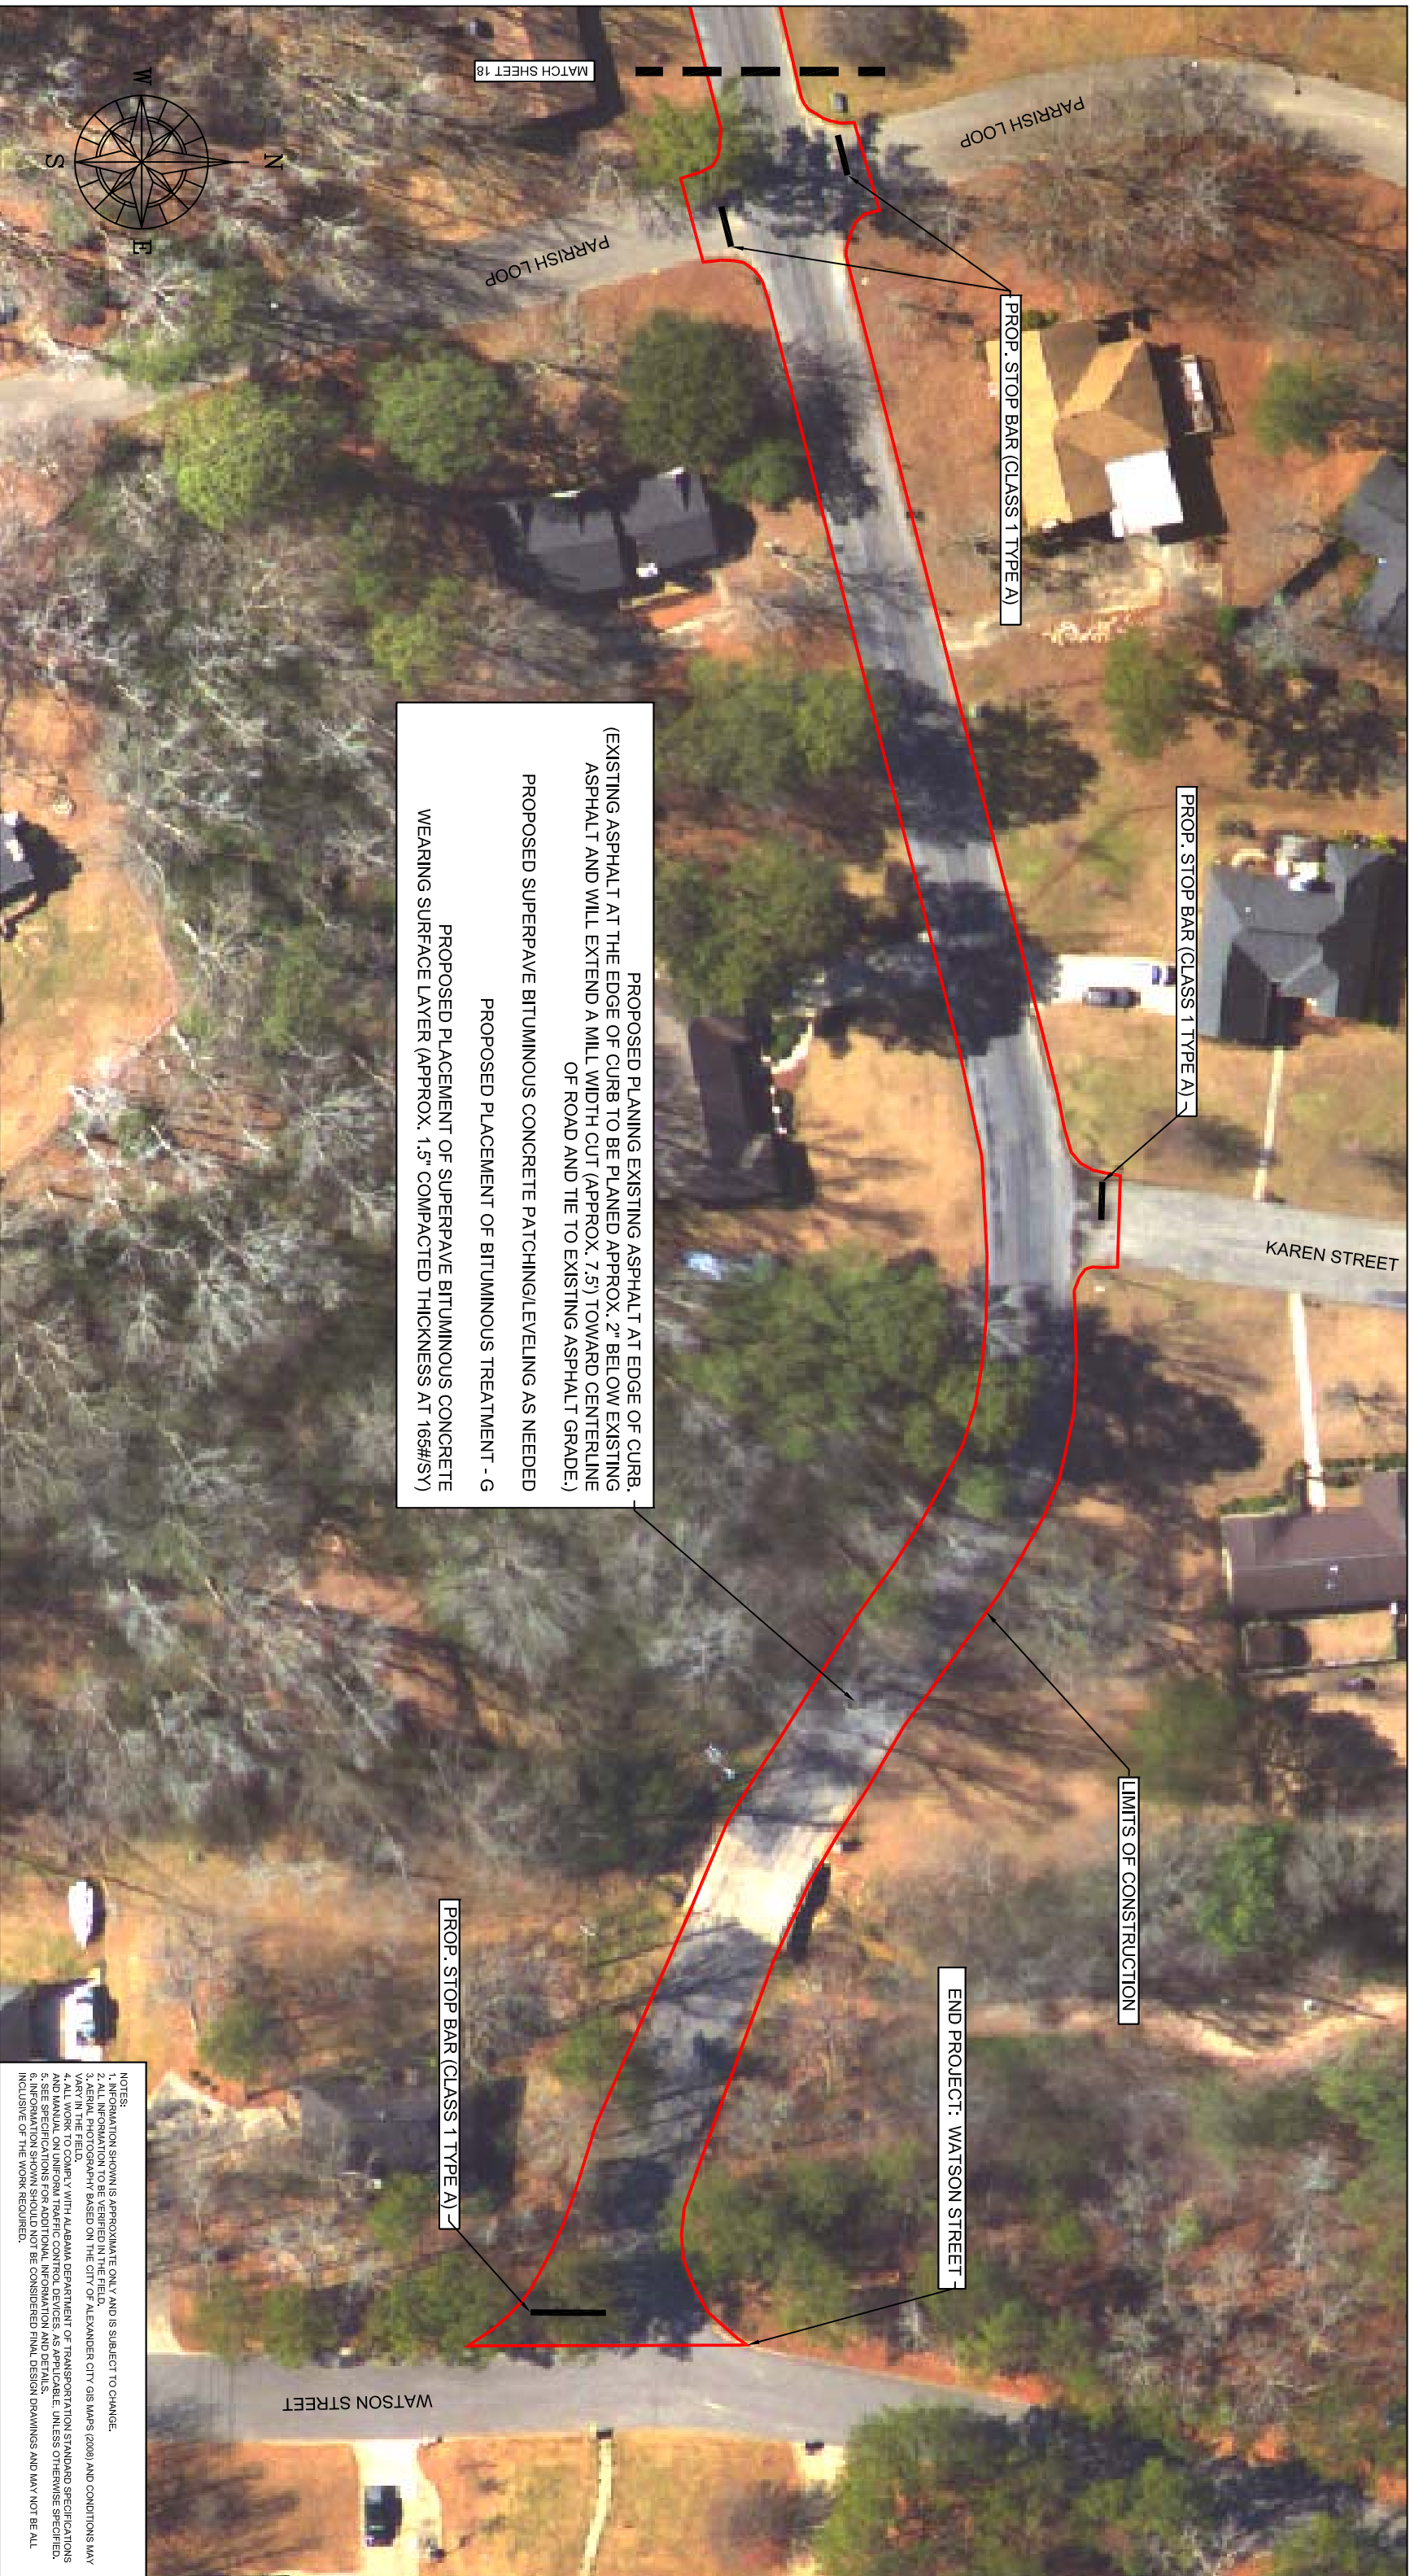 MATCH SHEET 18
PARRISH LOOP
PARRISH LOOP
W
N
S
E
PROP. STOP BAR (CLASS 1 TYPE A)
PROP. STOP BAR (CLASS 1 TYPE A)
KAREN STREET
PROPOSED PLANING EXISTING ASPHALT AT EDGE OF CURB.
(EXISTING ASPHALT AT THE EDGE OF CURB TO BE PLANED APPROX. 2" BELOW EXISTING
ASPHALT AND WILL EXTEND A MILL WIDTH CUT (APPROX. 7.5') TOWARD CENTERLINE
OF ROAD AND TIE TO EXISTING ASPHALT GRADE.)
PROPOSED SUPERPAVE BITUMINOUS CONCRETE PATCHING/LEVELING AS NEEDED
PROPOSED PLACEMENT OF BITUMINOUS TREATMENT - G
PROPOSED PLACEMENT OF SUPERPAVE BITUMINOUS CONCRETE
WEARING SURFACE LAYER (APPROX. 1.5" COMPACTED THICKNESS AT 165#/SY)
LIMITS OF CONSTRUCTION
END PROJECT: WATSON STREET
PROP. STOP BAR (CLASS 1 TYPE A)
WATSON STREET
NOTES:
1. INFORMATION SHOWN IS APPROXIMATE ONLY AND IS SUBJECT TO CHANGE.
2. ALL INFORMATION TO BE VERIFIED IN THE FIELD.
3. AERIAL PHOTOGRAPHY BASED ON THE CITY OF ALEXANDER CITY GIS MAPS (2008) AND CONDITIONS MAY
VARY IN THE FIELD.
4. ALL WORK TO COMPLY WITH ALABAMA DEPARTMENT OF TRANSPORTATION STANDARD SPECIFICATIONS
AND MANUAL ON UNIFORM TRAFFIC CONTROL DEVICES, AS APPLICABLE, UNLESS OTHERWISE SPECIFIED.
5. SEE SPECIFICATIONS FOR ADDITIONAL INFORMATION AND DETAILS.
6. INFORMATION SHOWN SHOULD NOT BE CONSIDERED FINAL DESIGN DRAWINGS AND MAY NOT BE ALL
INCLUSIVE OF THE WORK REQUIRED.